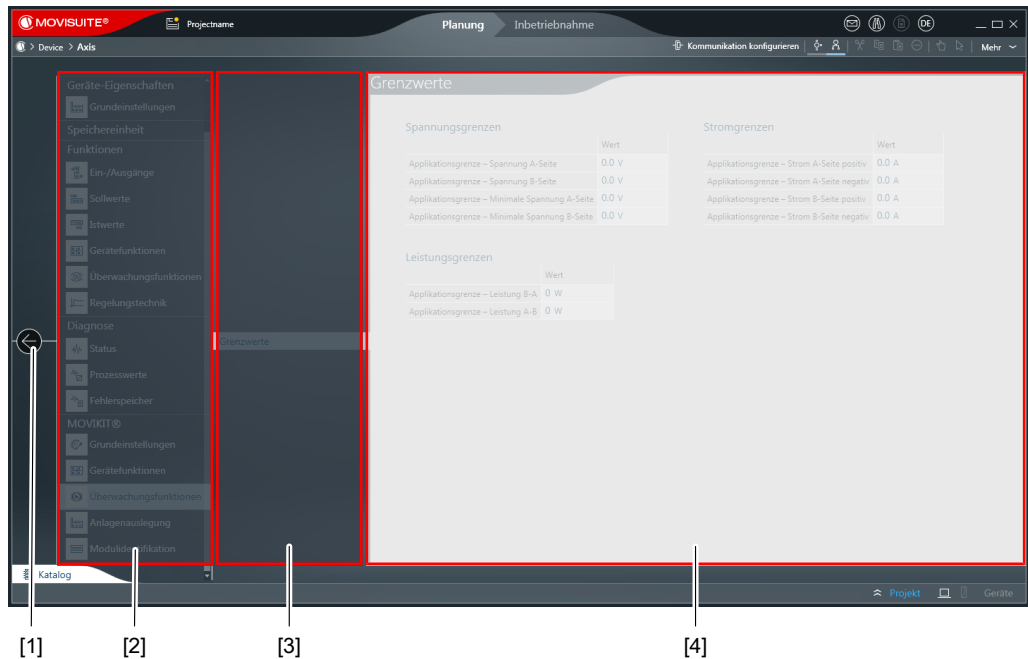 MOVISUITE® Projectname Planung Inbetriebnahme DE
> Device > Axis Kommunikation konfigurieren Mehr
Geräte-Eigenschaften
Grundeinstellungen
Speichereinheit
Funktionen
Ein-/Ausgänge
Sollwerte
Istwerte
Gerätefunktionen
Überwachungsfunktionen
Regelungstechnik
Diagnose
Status
Prozesswerte
Fehlerspeicher
MOVIKIT®
Grundeinstellungen
Gerätefunktionen
Überwachungsfunktionen
Anlagenauslegung
Modulidentifikation
Grenzwerte
Grenzwerte
Spannungsgrenzen
Wert
Applikationsgrenze – Spannung A-Seite 0.0 V
Applikationsgrenze – Spannung B-Seite 0.0 V
Applikationsgrenze – Minimale Spannung A-Seite 0.0 V
Applikationsgrenze – Minimale Spannung B-Seite 0.0 V
Stromgrenzen
Wert
Applikationsgrenze – Strom A-Seite positiv 0.0 A
Applikationsgrenze – Strom A-Seite negativ 0.0 A
Applikationsgrenze – Strom B-Seite positiv 0.0 A
Applikationsgrenze – Strom B-Seite negativ 0.0 A
Leistungsgrenzen
Wert
Applikationsgrenze – Leistung B-A 0 W
Applikationsgrenze – Leistung A-B 0 W
Katalog
Projekt Geräte
[1] [2] [3] [4]